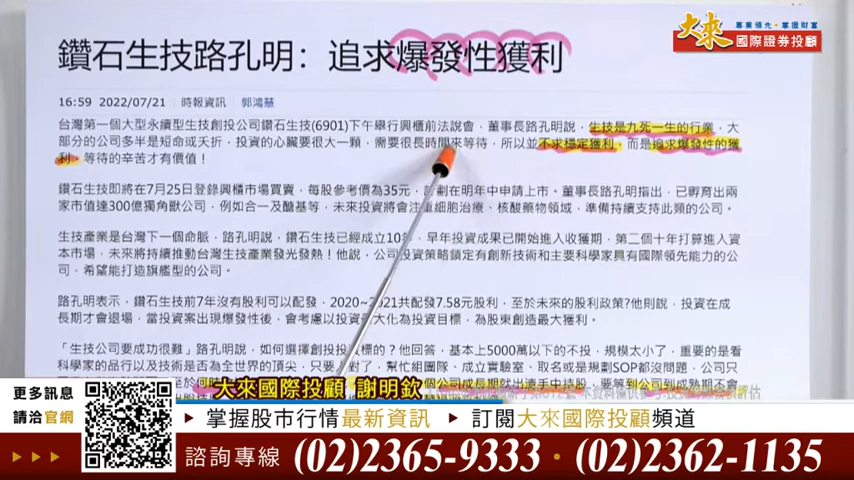 鑽石生技路孔明：追求爆發性獲利
大來
專業領先・掌握財富
國際證券投顧
16:59 2022/07/21 時報資訊 郭鴻慧
台灣第一個大型永續型生技創投公司鑽石生技(6901)下午舉行興櫃前法說會，董事長路孔明說，生技是九死一生的行業，大
部分的公司多半是短命或夭折，投資的心臟要很大一顆，需要很長時間來等待，所以並不求穩定獲利，而是追求爆發性的獲
利，等待的辛苦才有價值！
鑽石生技即將在7月25日登錄興櫃市場買賣，每股參考價為35元，計劃在明年中申請上市。董事長路孔明指出，已孵育出兩
家市值達300億獨角獸公司，例如合一及醣基等，未來投資將會注重細胞治療、核酸藥物領域，準備持續支持此類的公司。
生技產業是台灣下一個命脈，路孔明說，鑽石生技已經成立10年，早年投資成果已開始進入收獲期，第二個十年打算進入資
本市場，未來將持續推動台灣生技產業發光發熱！他說，公司投資策略鎖定有創新技術和主要科學家具有國際領先能力的公
司，希望能打造旗艦型的公司。
路孔明表示，鑽石生技前7年沒有股利可以配發，2020~2021共配發7.58元股利，至於未來的股利政策?他則說，投資在成
長期才會退場，當投資案出現爆發性後，會考慮以投資最大化為投資目標，為股東創造最大獲利。
「生技公司要成功很難」路孔明說，如何選擇創投投資標的？他回答，基本上5000萬以下的不投，規模太小了，重要的是看
科學家的品行以及技術是否為全世界的頂尖，只要人對了，幫忙組團隊、成立實驗室、取名或是規劃SOP都沒問題，公司只
個公司成長期就出清手中持股，要等到公司到成熟期不會
大來國際投顧 謝明欽
更多訊息
請洽官網
掌握股市行情最新資訊 訂閱大來國際投顧頻道
諮詢專線 (02)2365-9333・(02)2362-1135